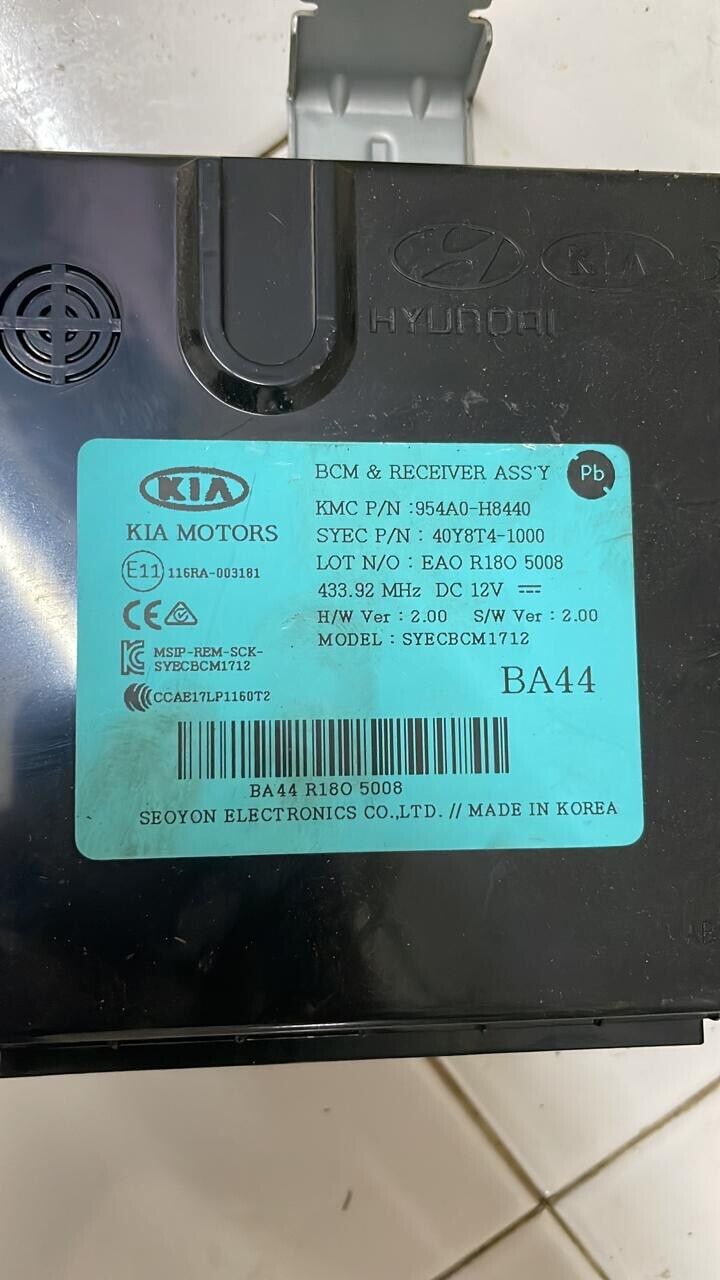 HYUNDAI
KIA
KIA
KIA MOTORS
E11 116RA-003181
CE
MSIP-REM-SCK-
SYECBCM1712
CCAE17LP1160T2
BCM & RECEIVER ASS'Y Pb
KMC P/N :954A0-H8440
SYEC P/N : 40Y8T4-1000
LOT N/O : EAO R18O 5008
433.92 MHz DC 12V
H/W Ver : 2.00 S/W Ver : 2.00
MODEL : SYECBCM1712
BA44
BA44 R18O 5008
SEOYON ELECTRONICS CO.,LTD. // MADE IN KOREA